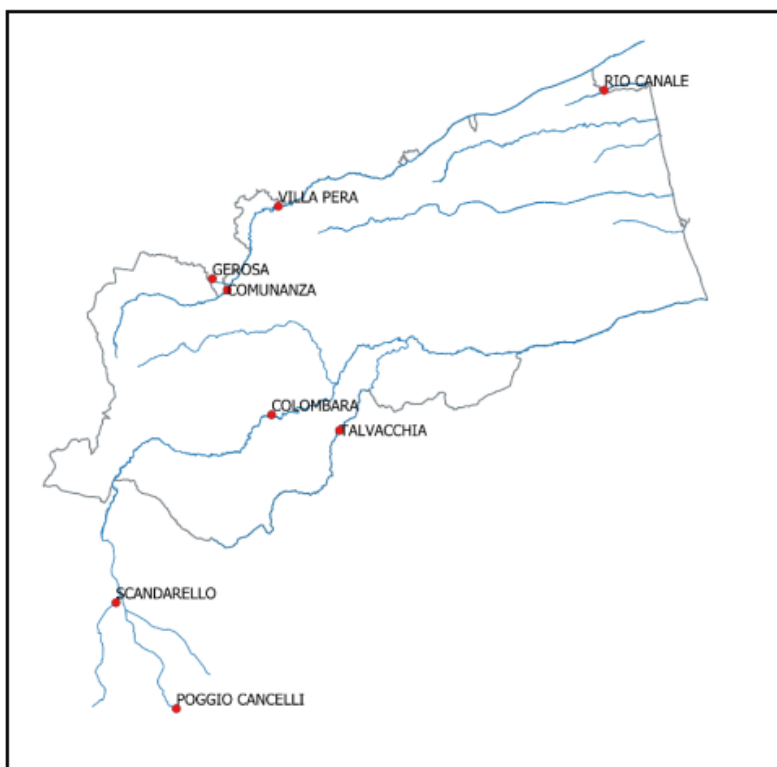 RIO CANALE
VILLA PERA
GEROSA
COMUNANZA
COLOMBARA
TALVACCHIA
SCANDARELLO
POGGIO CANCELLI